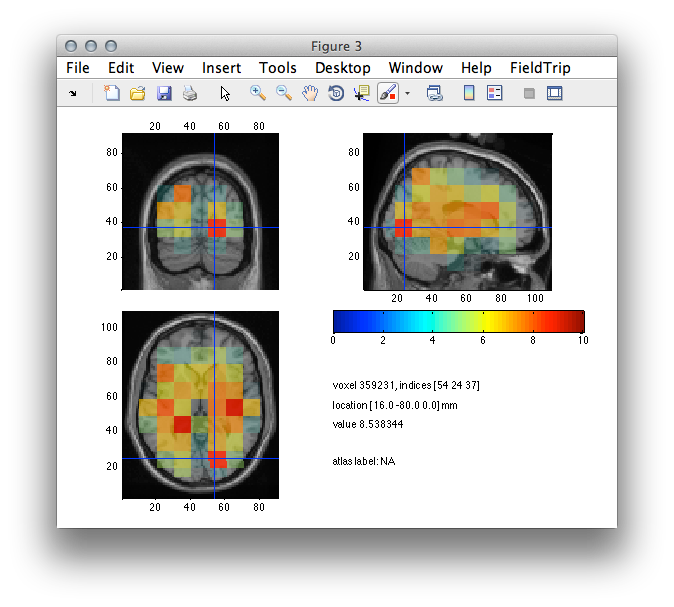 Figure 3
File Edit View Insert Tools Desktop Window Help FieldTrip
20 40 60 80
80
60
40
20
80
60
40
20
20 40 60 80 100
0 2 4 6 8 10
100
80
60
40
20
20 40 60 80
voxel 359231, indices [54 24 37]
location [16.0 -80.0 0.0] mm
value 8.538344
atlas label: NA